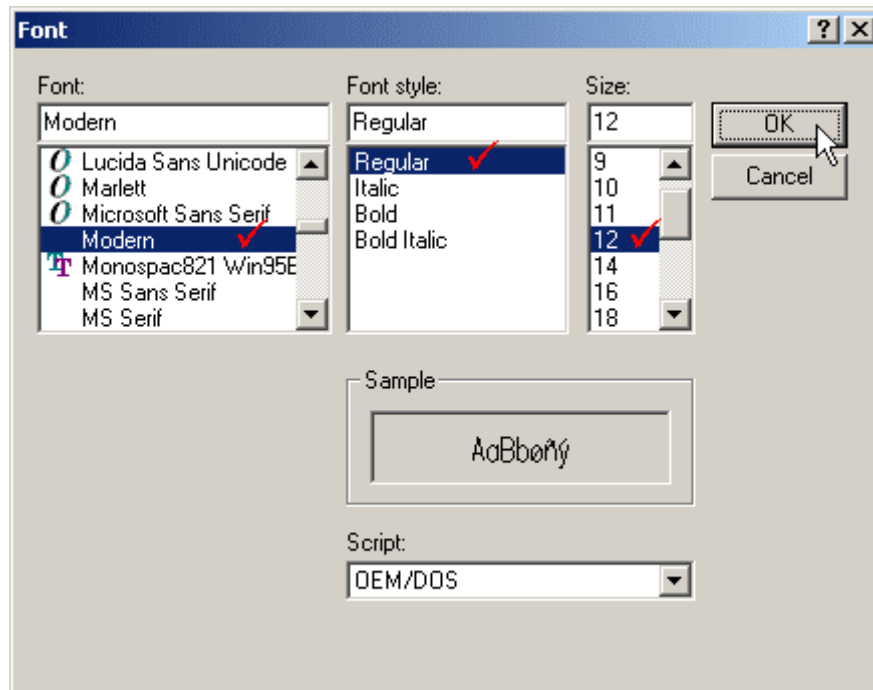 Font
Font: Font style: Size:
Modern Regular 12 OK
Lucida Sans Unicode
Marlett
Microsoft Sans Serif
Modern
Monospac821 Win95B
MS Sans Serif
MS Serif
Regular
Italic
Bold
Bold Italic
9
10
11
12
14
16
18
Cancel
Sample
AaBbøñý
Script:
OEM/DOS